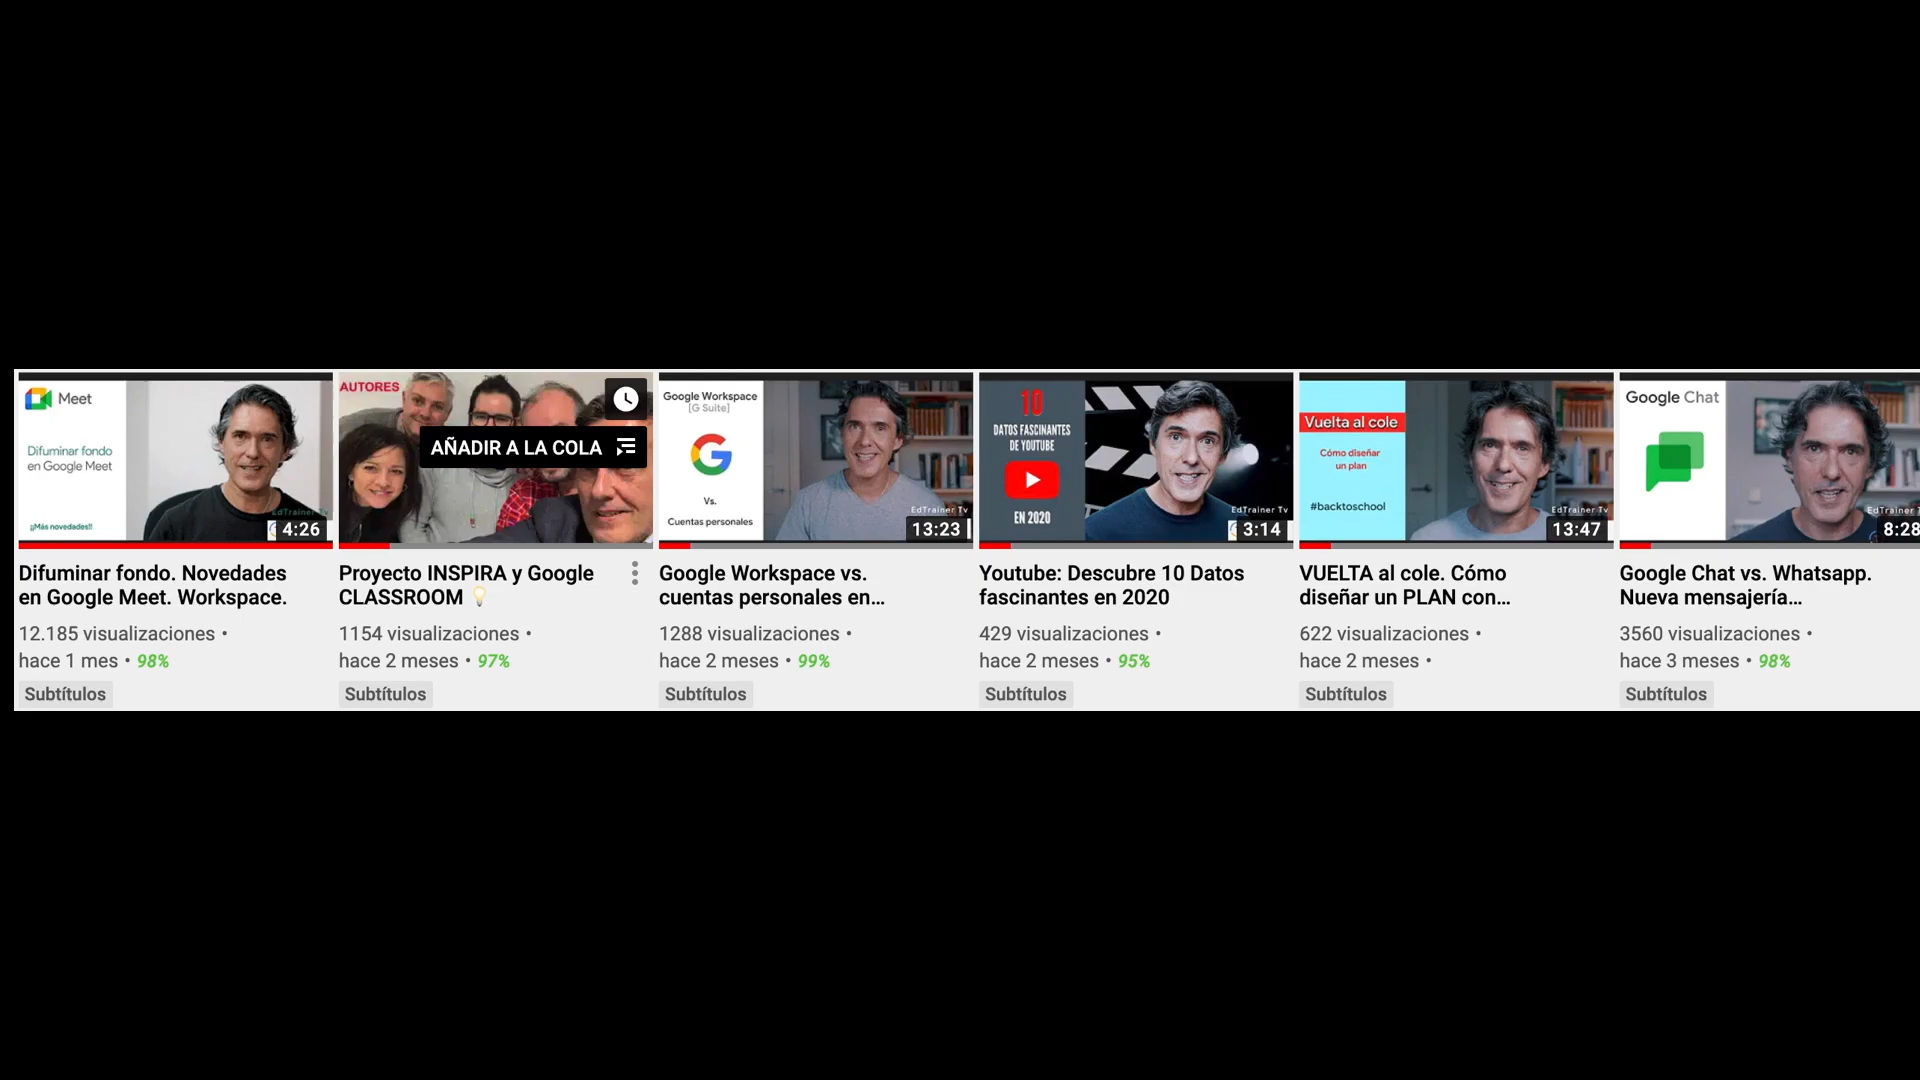 Meet
Difuminar fondo
en Google Meet
¡¡Más novedades!!
EdTrainer
4:26
Difuminar fondo. Novedades
en Google Meet. Workspace.
12.185 visualizaciones •
hace 1 mes • 98%
Subtítulos
AUTORES
AÑADIR A LA COLA
Proyecto INSPIRA y Google
CLASSROOM 💡
1154 visualizaciones •
hace 2 meses • 97%
Subtítulos
Google Workspace
[G Suite]
Vs.
Cuentas personales
EdTrainer Tv
13:23
Google Workspace vs.
cuentas personales en...
1288 visualizaciones •
hace 2 meses • 99%
Subtítulos
10
DATOS FASCINANTES
DE YOUTUBE
EN 2020
EdTrainer Tv
3:14
Youtube: Descubre 10 Datos
fascinantes en 2020
429 visualizaciones •
hace 2 meses • 95%
Subtítulos
Vuelta al cole
Cómo diseñar
un plan
#backtoschool
EdTrainer Tv
13:47
VUELTA al cole. Cómo
diseñar un PLAN con...
622 visualizaciones •
hace 2 meses •
Subtítulos
Google Chat
EdTrainer T
8:28
Google Chat vs. Whatsapp.
Nueva mensajería...
3560 visualizaciones •
hace 3 meses • 98%
Subtítulos